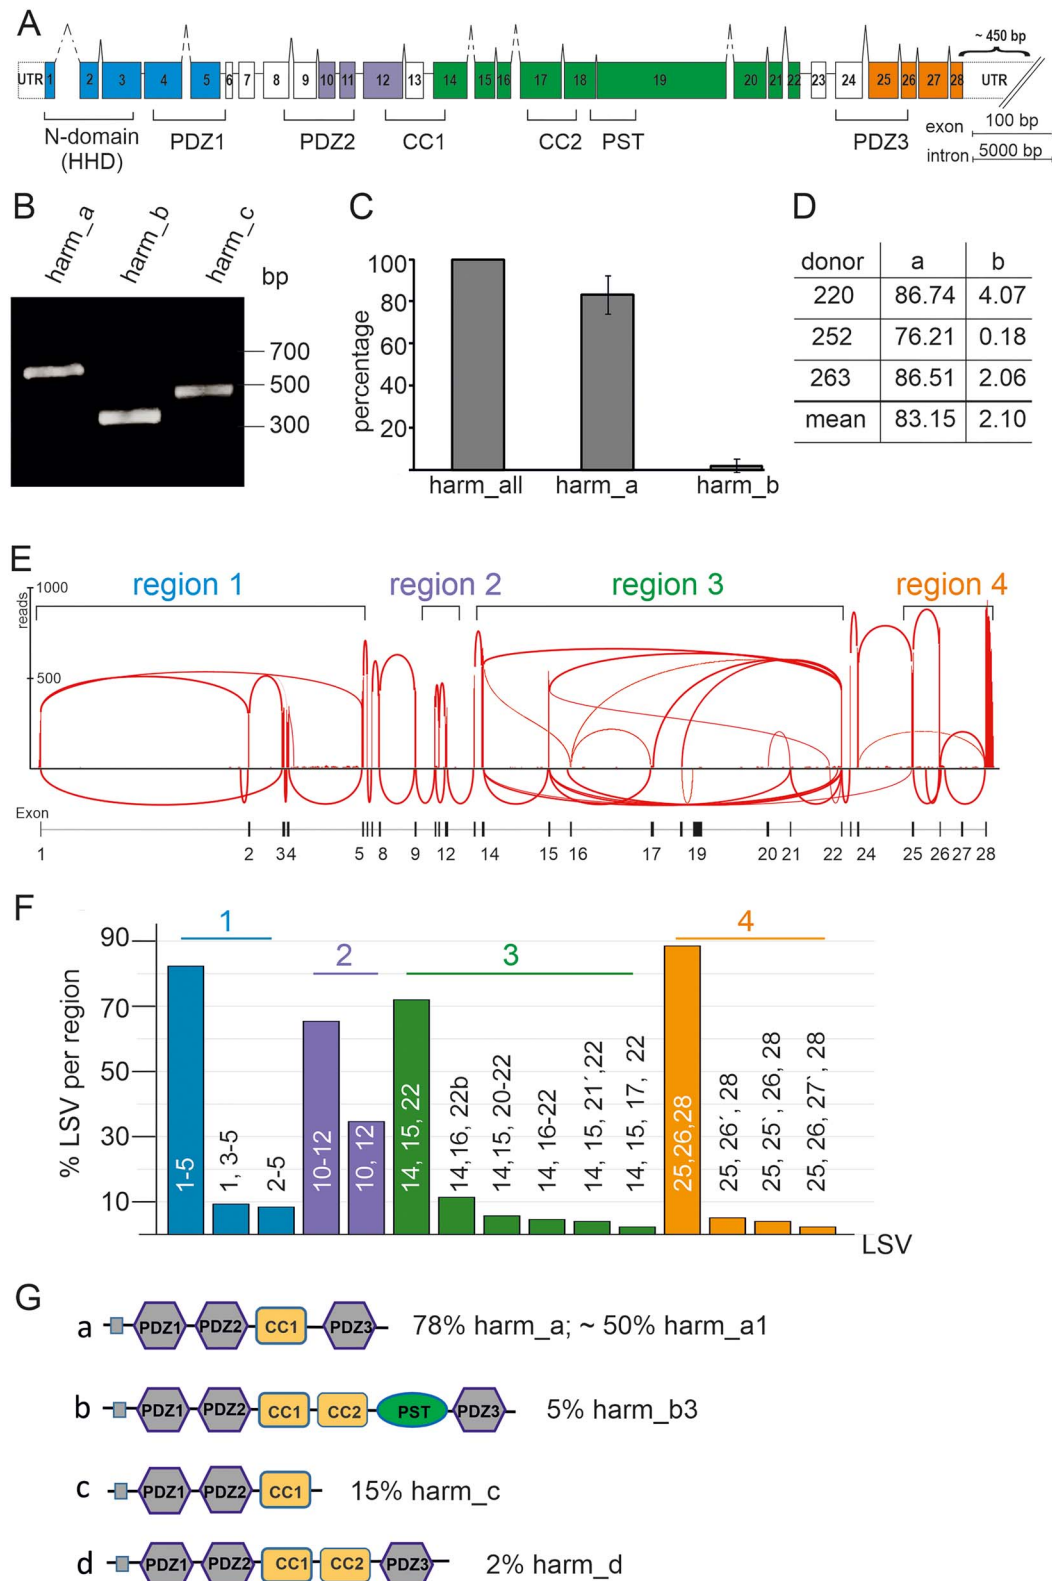 A
~ 450 bp
UTR 1 2 3 4 5 6 7 8 9 10 11 12 13 14 15 16 17 18 19 20 21 22 23 24 25 26 27 28 UTR
N-domain (HHD)
PDZ1
PDZ2
CC1
CC2
PST
PDZ3
exon 100 bp
intron 5000 bp
B
harm_a harm_b harm_c bp
700
500
300
C
percentage
100
80
60
40
20
harm_all harm_a harm_b
D
donor a b
220 86.74 4.07
252 76.21 0.18
263 86.51 2.06
mean 83.15 2.10
E
region 1 region 2 region 3 region 4
reads
1000
500
Exon
1 2 3 4 5 8 9 12 14 15 16 17 19 20 21 22 24 25 26 27 28
F
1 2 3 4
% LSV per region
90
70
50
30
10
1-5
1, 3-5
2-5
10-12
10, 12
14, 15, 22
14,16, 22b
14,15, 20-22
14, 16-22
14, 15, 21´,22
14, 15, 17, 22
25,26,28
25, 26´, 28
25, 25`, 26, 28
25, 26, 27`, 28
LSV
G
a PDZ1 PDZ2 CC1 PDZ3 78% harm_a; ~ 50% harm_a1
b PDZ1 PDZ2 CC1 CC2 PST PDZ3 5% harm_b3
c PDZ1 PDZ2 CC1 15% harm_c
d PDZ1 PDZ2 CC1 CC2 PDZ3 2% harm_d